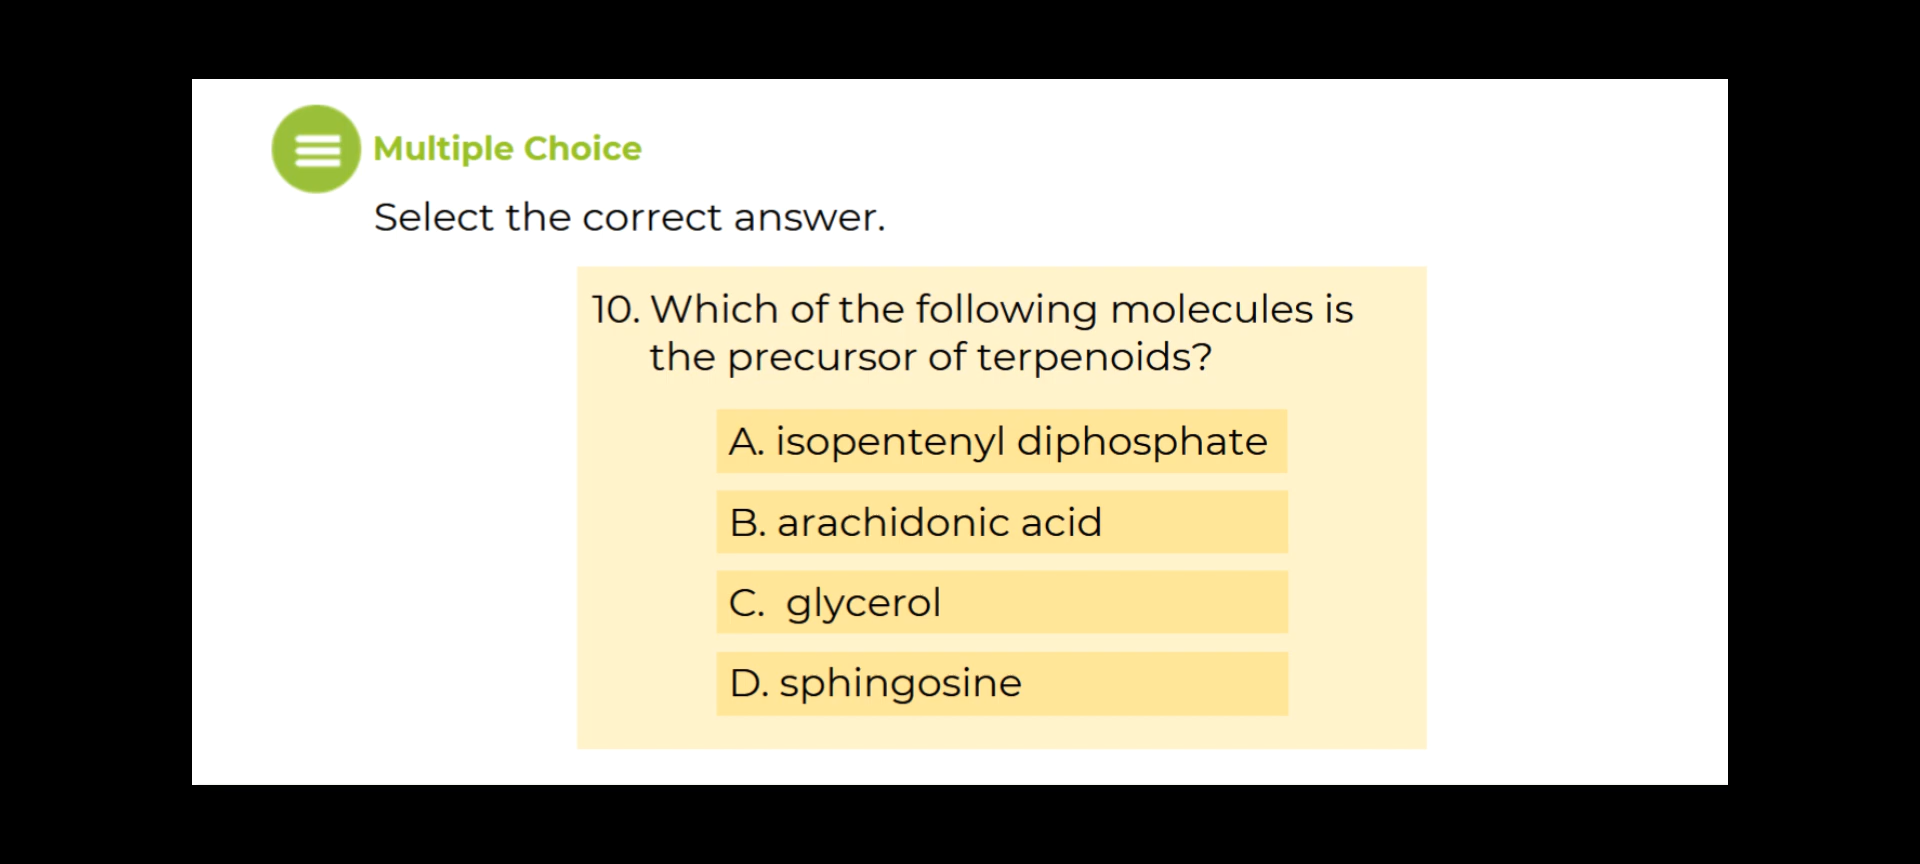 Multiple Choice
Select the correct answer.
10. Which of the following molecules is
the precursor of terpenoids?
A. isopentenyl diphosphate
B. arachidonic acid
C. glycerol
D. sphingosine